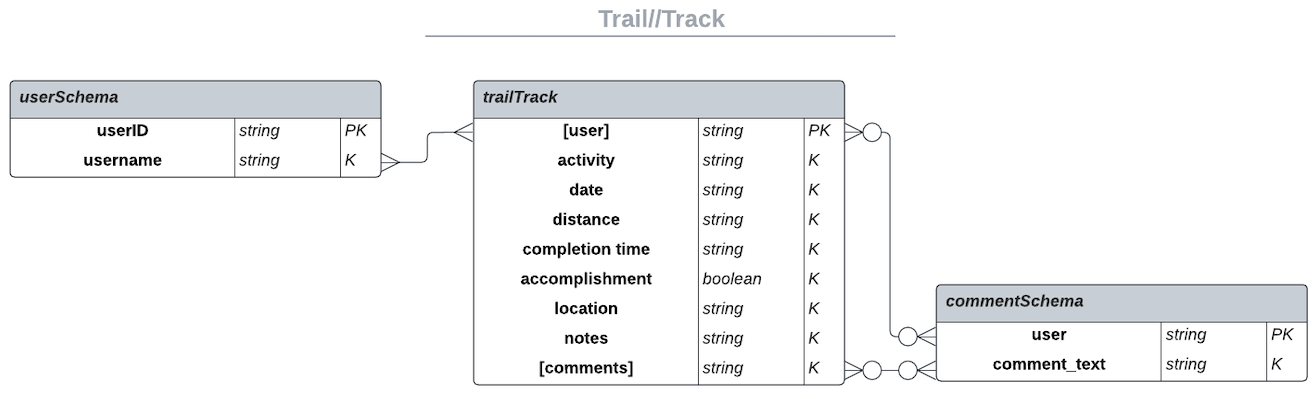 Trail//Track
userSchema
userID string PK
username string K
trailTrack
[user] string PK
activity string K
date string K
distance string K
completion time string K
accomplishment boolean K
location string K
notes string K
[comments] string K
commentSchema
user string PK
comment_text string K